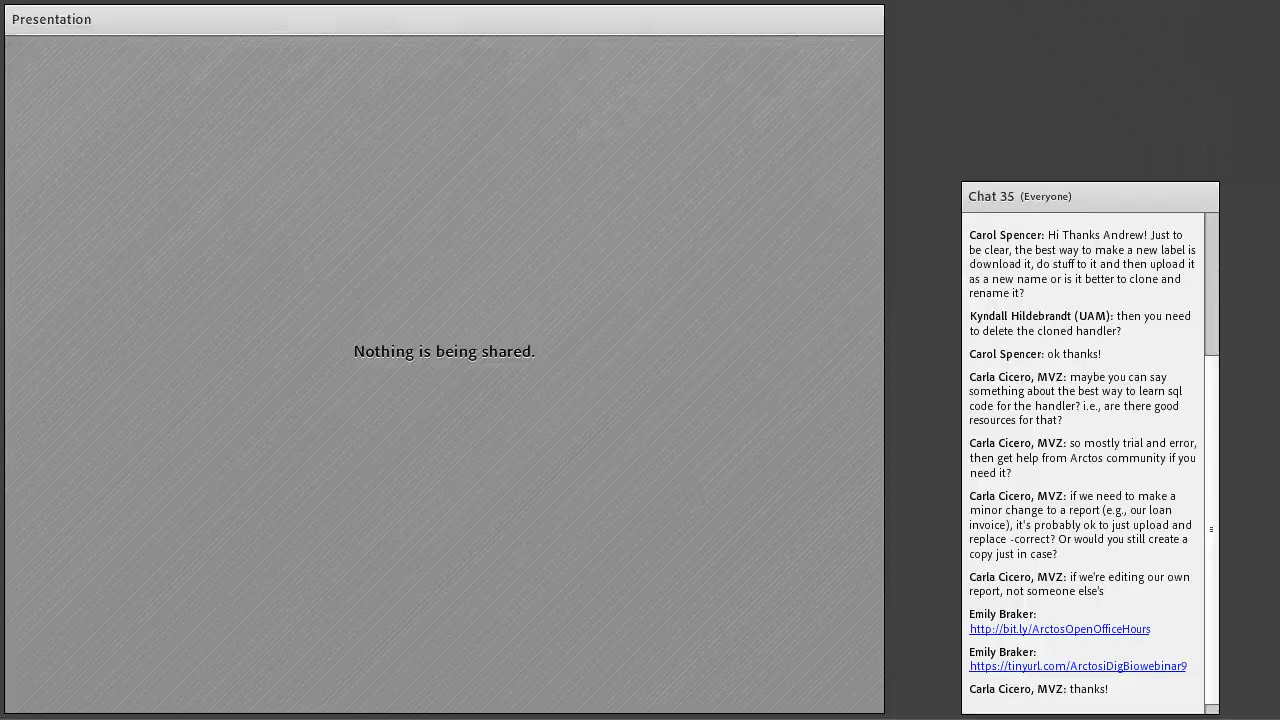 Presentation
Nothing is being shared.
Chat 35 (Everyone)
Carol Spencer: Hi Thanks Andrew! Just to
be clear, the best way to make a new label is
download it, do stuff to it and then upload it
as a new name or is it better to clone and
rename it?
Kyndall Hildebrandt (UAM): then you need
to delete the cloned handler?
Carol Spencer: ok thanks!
Carla Cicero, MVZ: maybe you can say
something about the best way to learn sql
code for the handler? i.e., are there good
resources for that?
Carla Cicero, MVZ: so mostly trial and error,
then get help from Arctos community if you
need it?
Carla Cicero, MVZ: if we need to make a
minor change to a report (e.g., our loan
invoice), it's probably ok to just upload and
replace -correct? Or would you still create a
copy just in case?
Carla Cicero, MVZ: if we're editing our own
report, not someone else's
Emily Braker:
http://bit.ly/ArctosOpenOfficeHours
Emily Braker:
https://tinyurl.com/ArctosiDigBiowebinar9
Carla Cicero, MVZ: thanks!